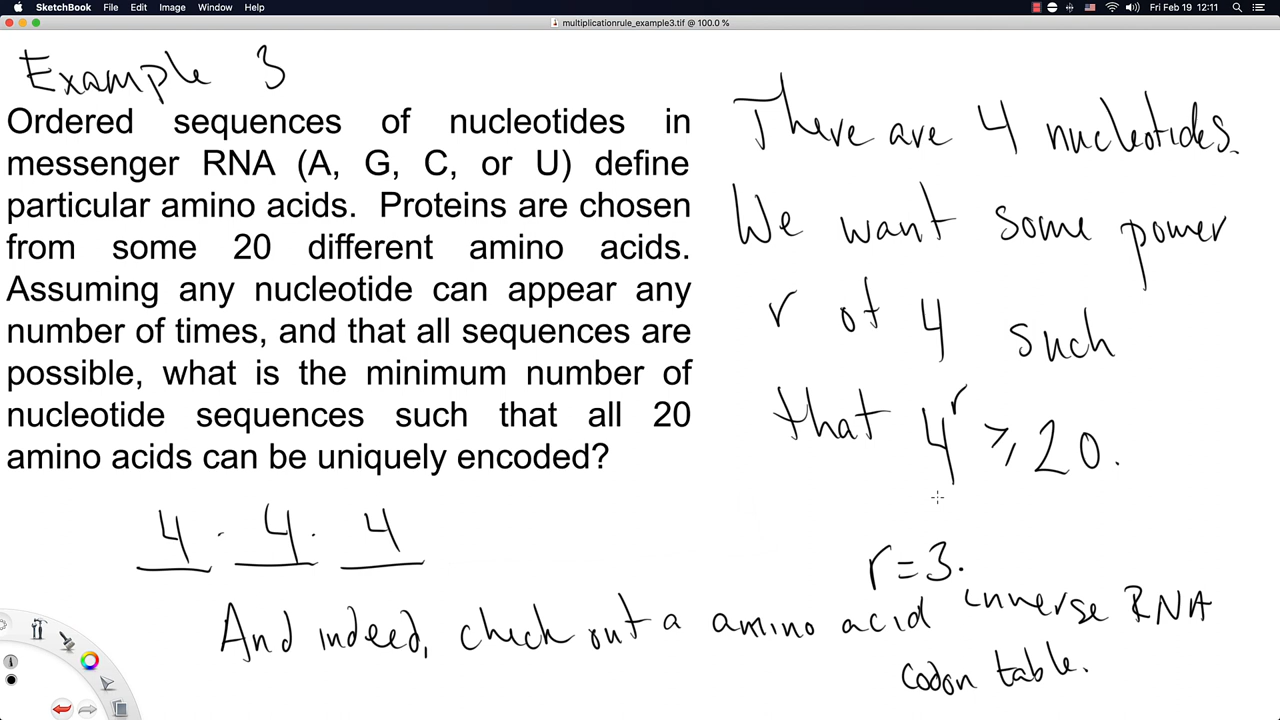 SketchBook File Edit Image Window Help
Fri Feb 19 12:11
multiplicationrule_example3.tif @ 100.0 %
Example 3
Ordered sequences of nucleotides in
messenger RNA (A, G, C, or U) define
particular amino acids. Proteins are chosen
from some 20 different amino acids.
Assuming any nucleotide can appear any
number of times, and that all sequences are
possible, what is the minimum number of
nucleotide sequences such that all 20
amino acids can be uniquely encoded?
4 · 4 · 4
There are 4 nucleotides.
We want some power
r of 4 such
that 4^r ⩾ 20.
r = 3.
And indeed, check out a amino acid inverse RNA
codon table.